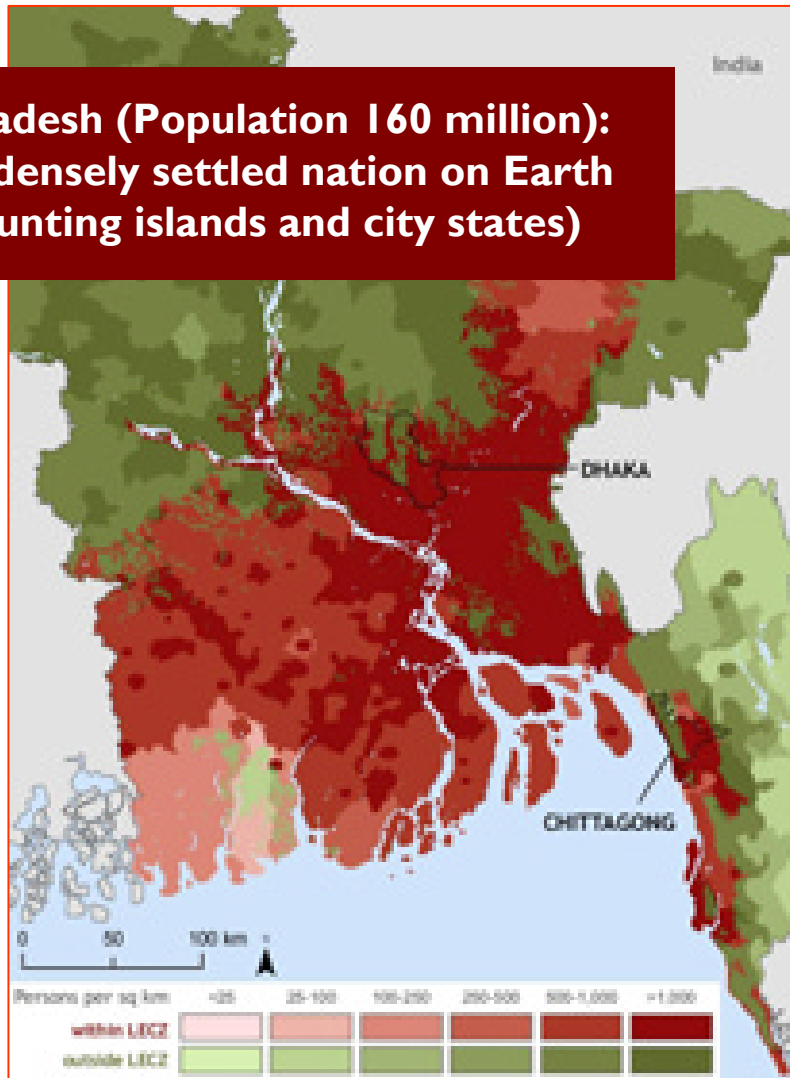 India
adesh (Population 160 million):
densely settled nation on Earth
unting islands and city states)
DHAKA
CHITTAGONG
0 50 100 km
Persons per sq km <25 25-100 100-250 250-500 500-1,000 >1,000
within LECZ
outside LECZ